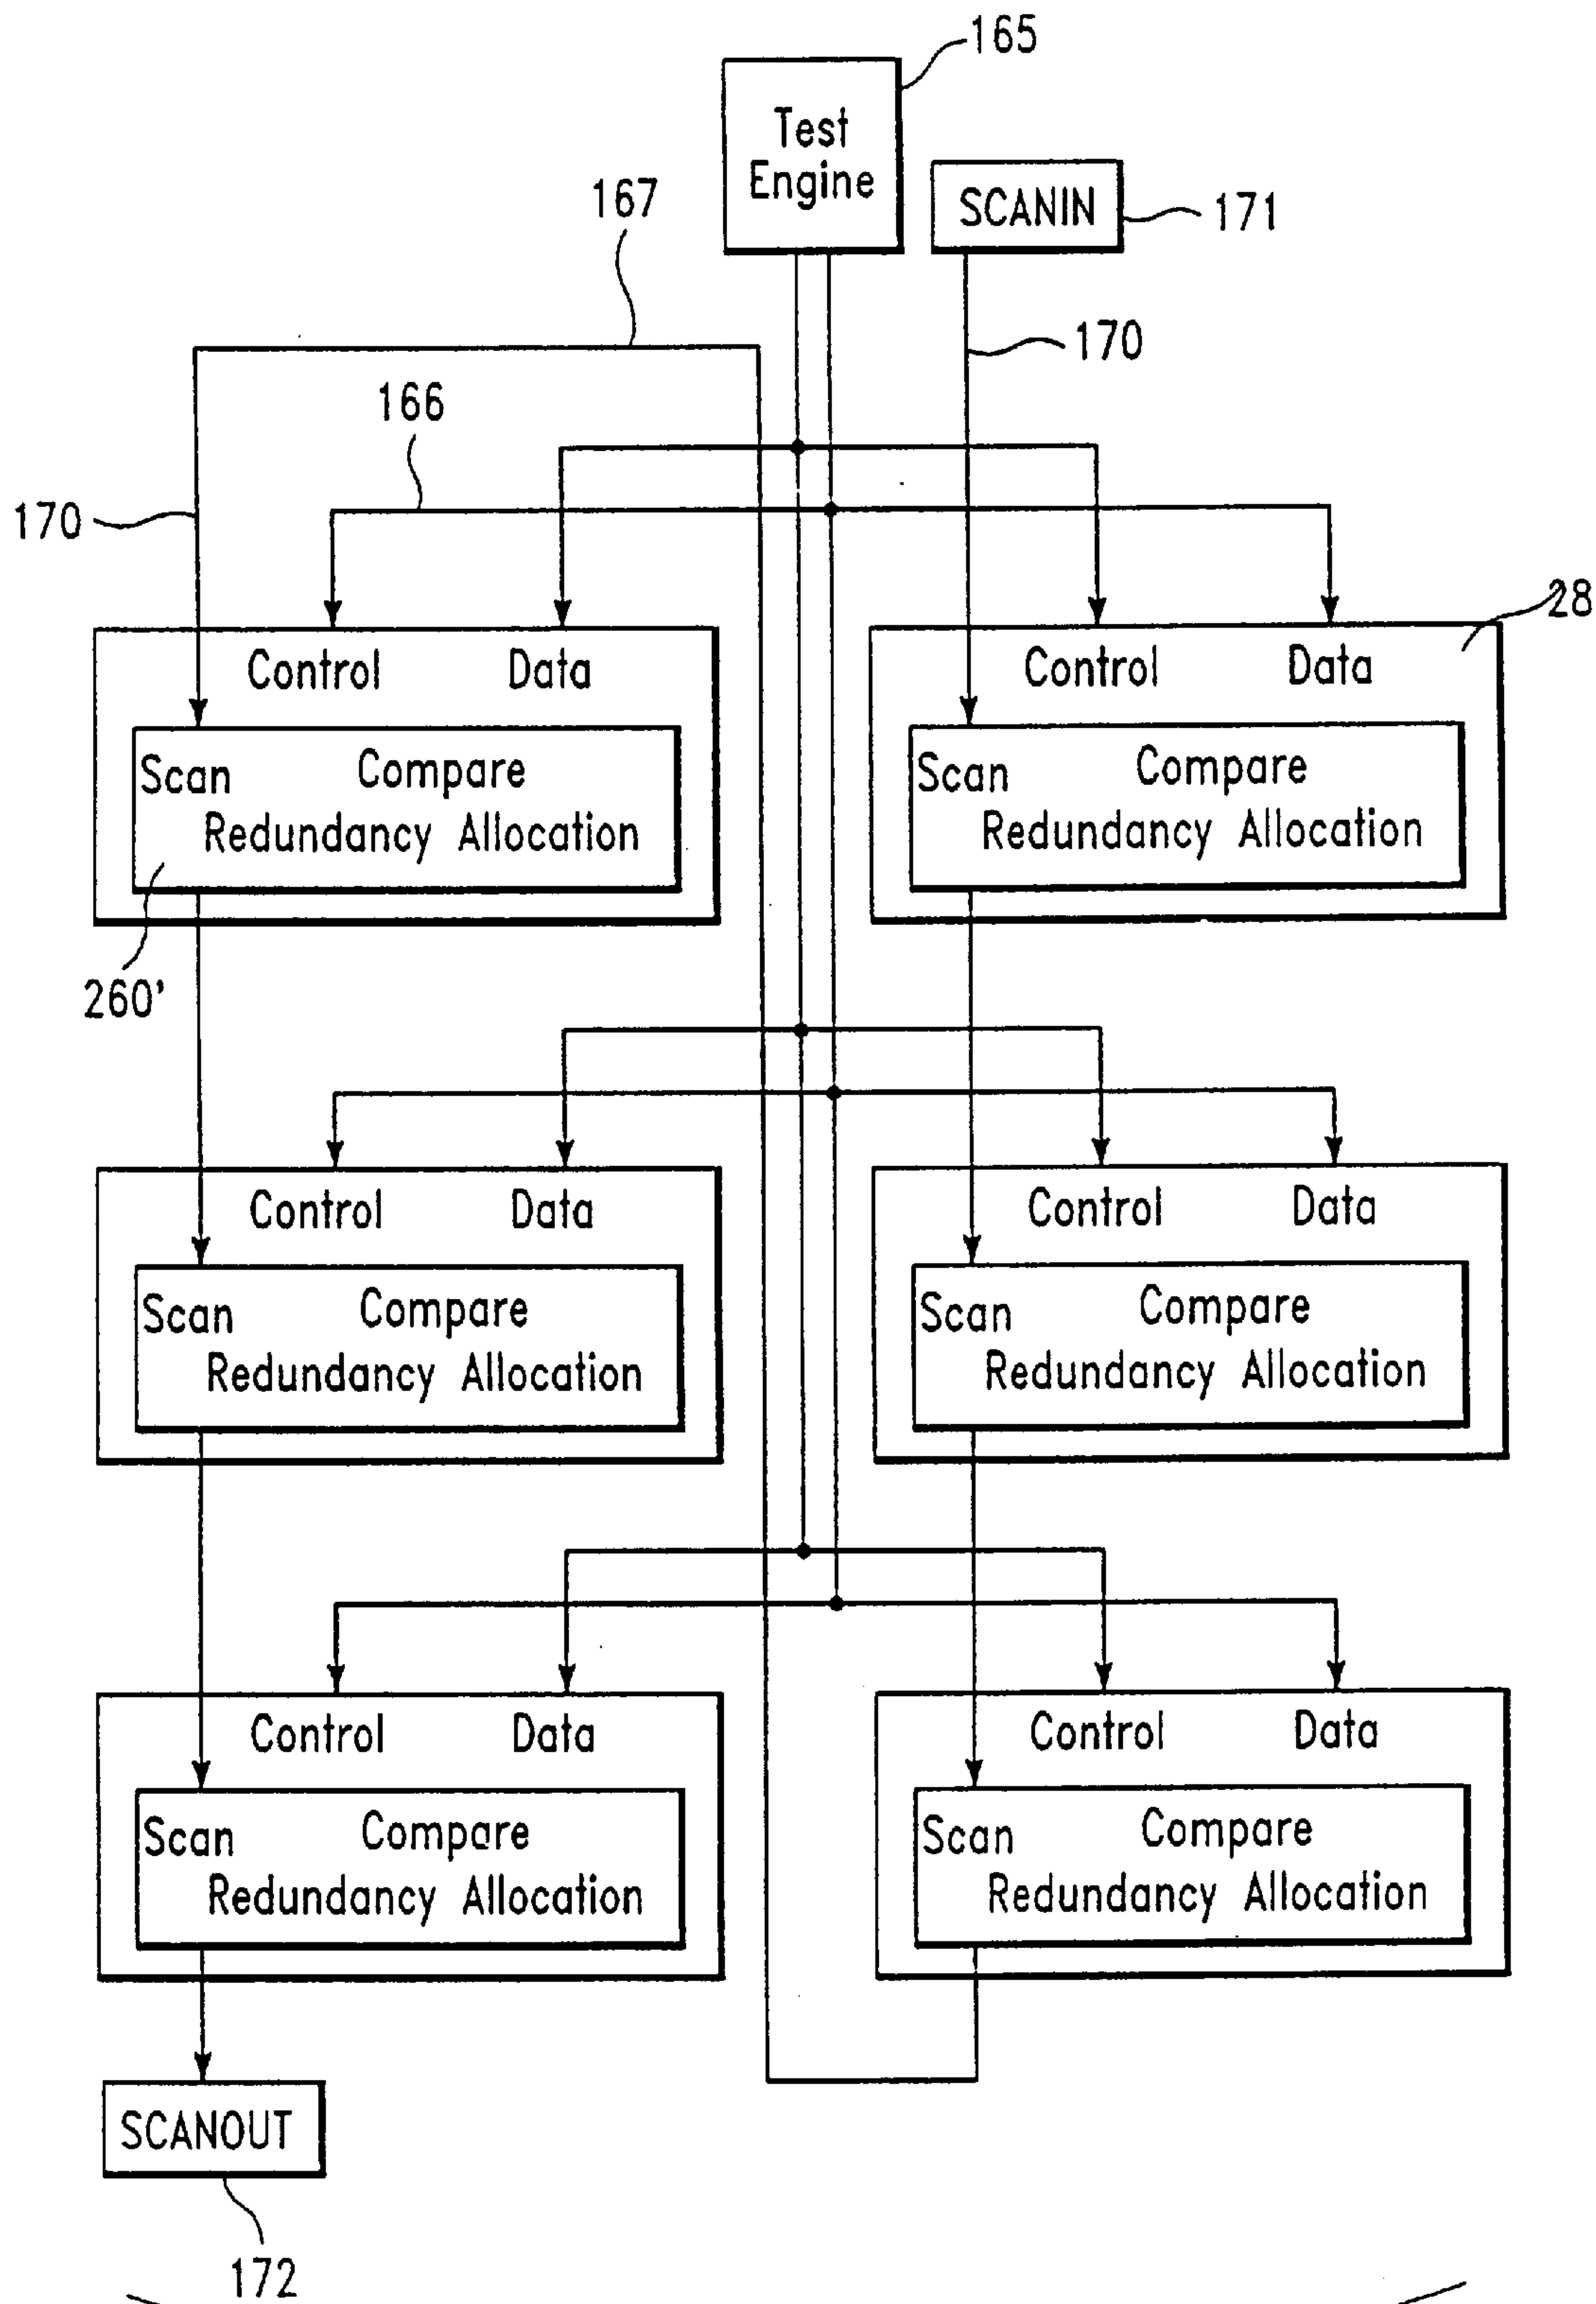 165
Test
Engine
SCANIN
171
167
170
166
170
28
Control Data
Control Data
Scan Compare
Redundancy Allocation
Scan Compare
Redundancy Allocation
260'
Control Data
Control Data
Scan Compare
Redundancy Allocation
Scan Compare
Redundancy Allocation
Control Data
Control Data
Scan Compare
Redundancy Allocation
Scan Compare
Redundancy Allocation
SCANOUT
172